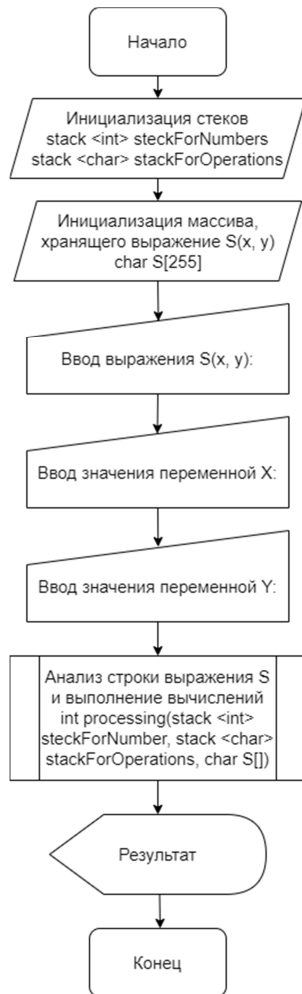 Начало
Инициализация стеков
stack <int> steckForNumbers
stack <char> stackForOperations
Инициализация массива,
хранящего выражение S(x, y)
char S[255]
Ввод выражения S(x, y):
Ввод значения переменной X:
Ввод значения переменной Y:
Анализ строки выражения S
и выполнение вычислений
int processing(stack <int>
steckForNumber, stack <char>
stackForOperations, char S[])
Результат
Конец